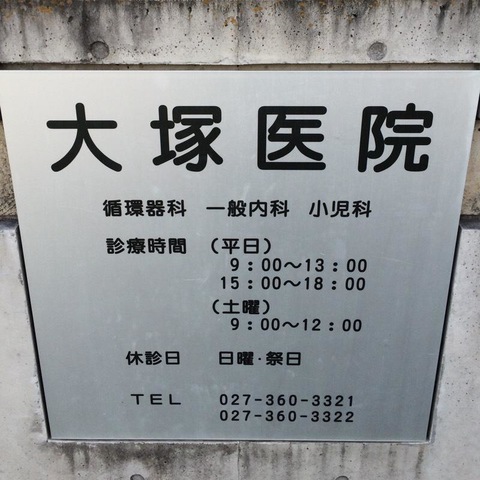 大塚医院
循環器科 一般内科 小児科
診療時間 (平日)
9:00～13:00
15:00～18:00
(土曜)
9:00～12:00
休診日 日曜・祭日
TEL 027-360-3321
027-360-3322